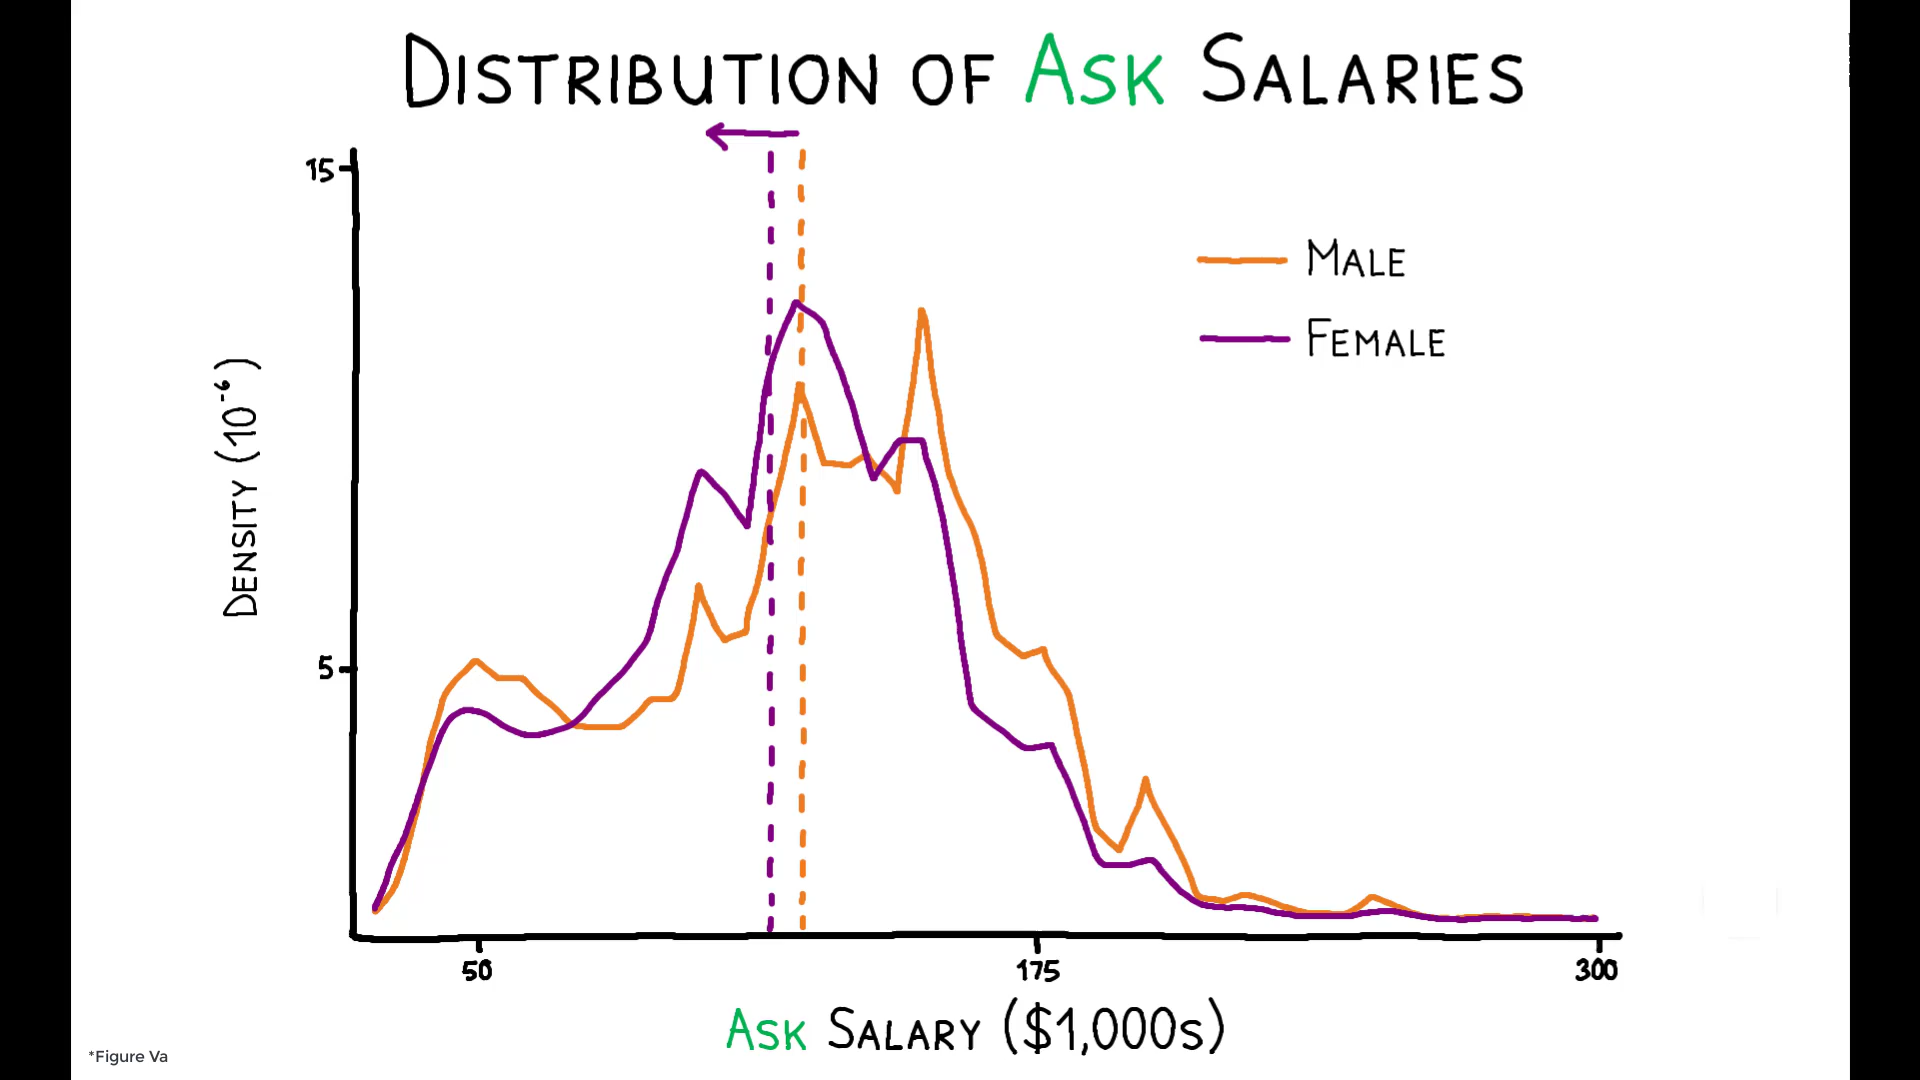 DISTRIBUTION OF ASK SALARIES
15
MALE
FEMALE
DENSITY (10⁻⁶)
5
50
175
300
ASK SALARY ($1,000s)
*Figure Va